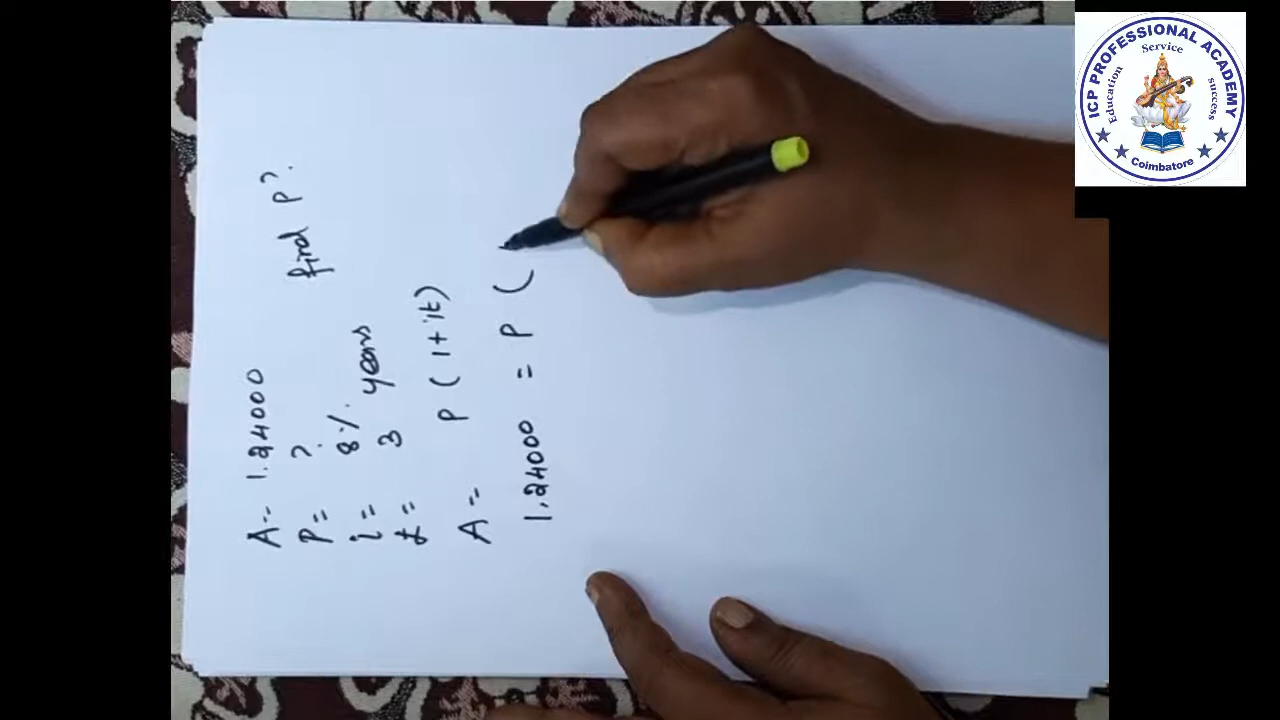 A = 1.24000
P = ?
find P?
i = 8%
t = 3 years
A = P (1+it)
1.24000 = P (
ICP PROFESSIONAL ACADEMY
Service
Education
success
Coimbatore